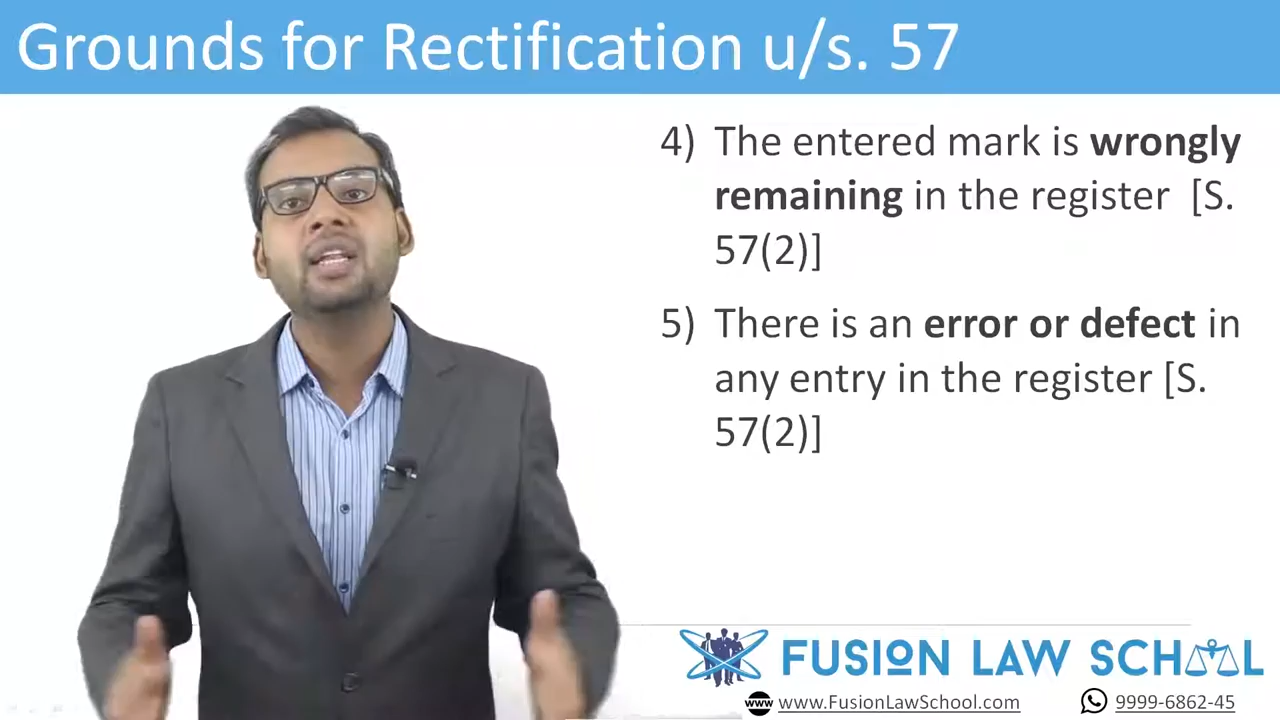 Grounds for Rectification u/s. 57
4) The entered mark is wrongly
remaining in the register [S.
57(2)]
5) There is an error or defect in
any entry in the register [S.
57(2)]
FUSION LAW SCHOOL
www www.FusionLawSchool.com
9999-6862-45